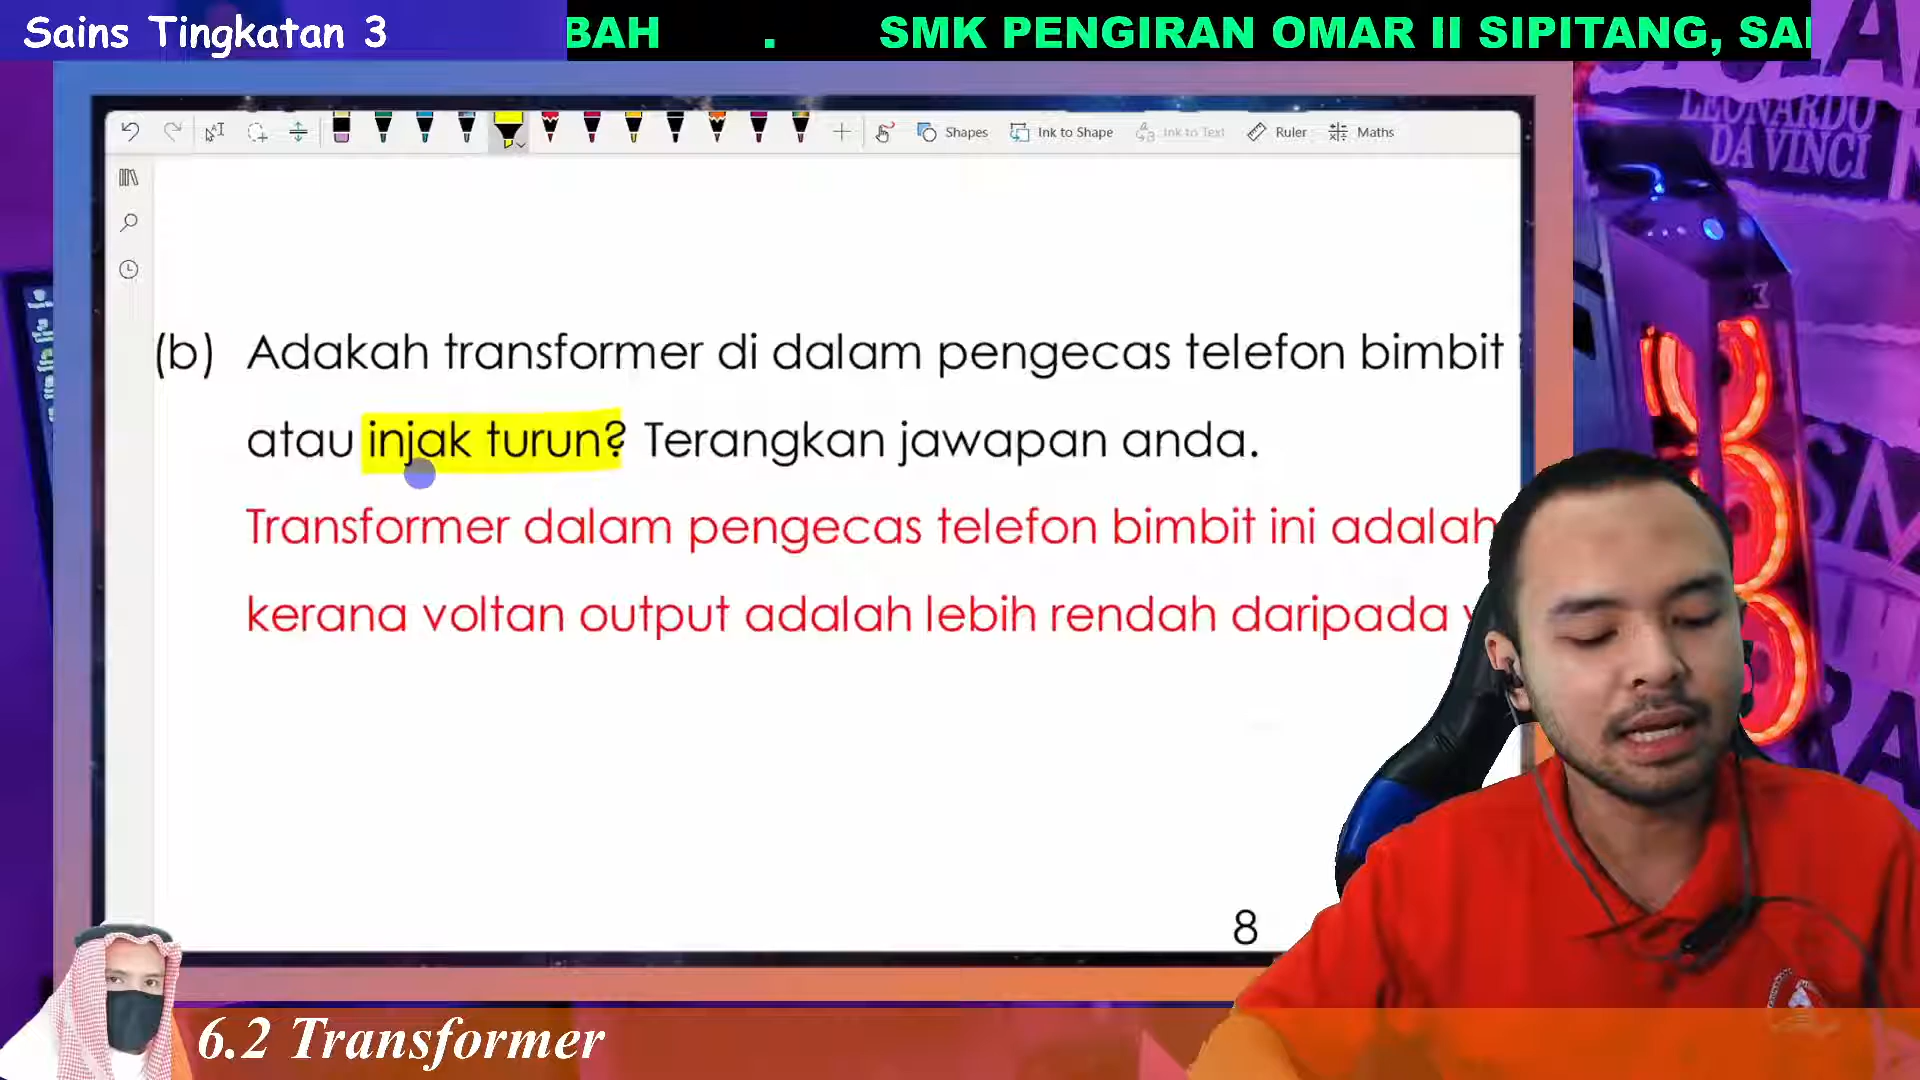 Sains Tingkatan 3
BAH . SMK PENGIRAN OMAR II SIPITANG, SA
LEONARDO
DA VINCI
Shapes Ink to Shape Ink to Text Ruler Maths
(b) Adakah transformer di dalam pengecas telefon bimbit
atau injak turun? Terangkan jawapan anda.
Transformer dalam pengecas telefon bimbit ini adalah
kerana voltan output adalah lebih rendah daripada
8
6.2 Transformer